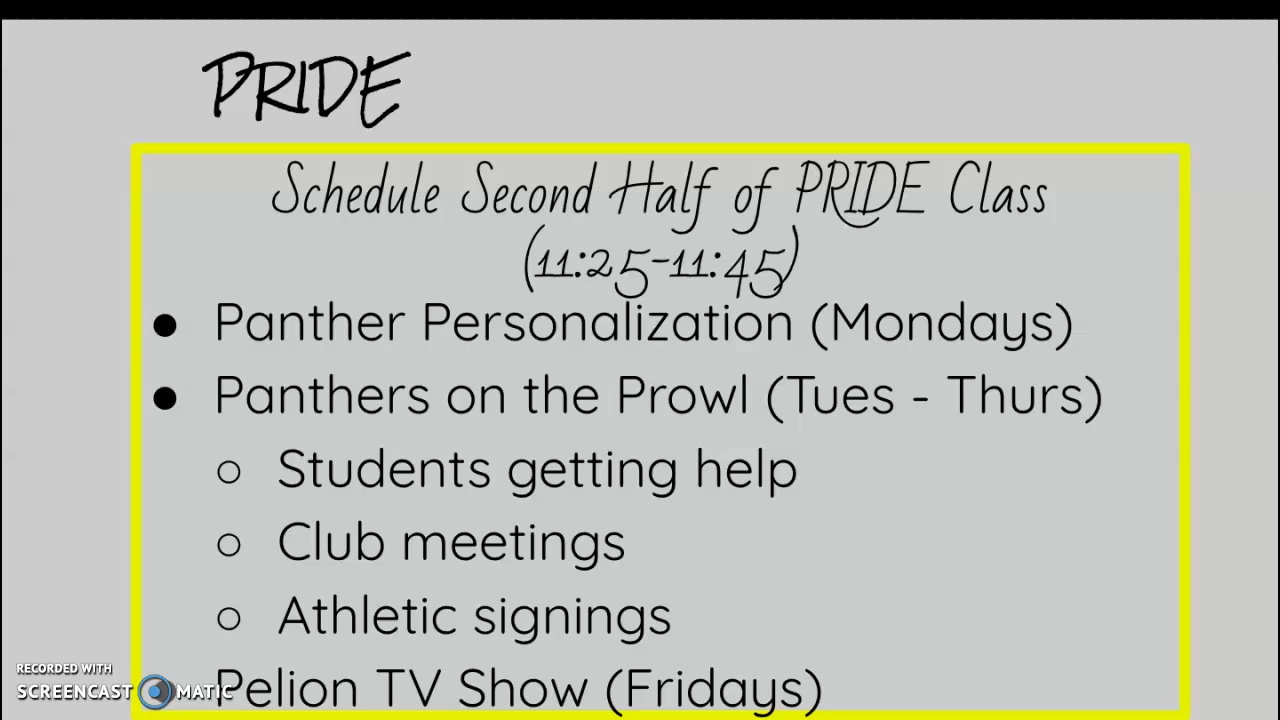 PRIDE
Schedule Second Half of PRIDE Class
(11:25-11:45)
● Panther Personalization (Mondays)
● Panthers on the Prowl (Tues - Thurs)
○ Students getting help
○ Club meetings
○ Athletic signings
Pelion TV Show (Fridays)
RECORDED WITH
SCREENCAST MATIC